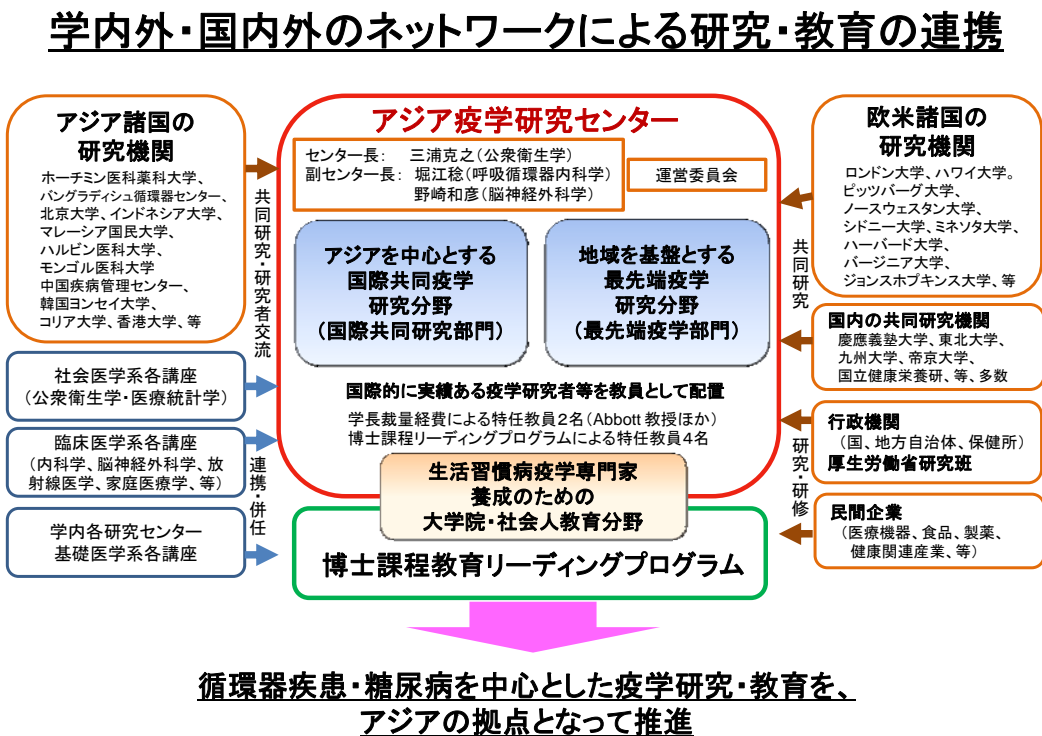 学内外・国内外のネットワークによる研究・教育の連携
アジア諸国の
研究機関
ホーチミン医科薬科大学、
バングラディシュ循環器センター、
北京大学、インドネシア大学、
マレーシア国民大学、
ハルビン医科大学、
モンゴル医科大学
中国疾病管理センター、
韓国ヨンセイ大学、
コリア大学、香港大学、等
社会医学系各講座
(公衆衛生学・医療統計学)
臨床医学系各講座
(内科学、脳神経外科学、放
射線医学、家庭医療学、等)
学内各研究センター
基礎医学系各講座
共同研究・研究者交流
連携・併任
アジア疫学研究センター
センター長： 三浦克之(公衆衛生学)
副センター長： 堀江稔(呼吸循環器内科学)
野崎和彦(脳神経外科学)
運営委員会
アジアを中心とする
国際共同疫学
研究分野
(国際共同研究部門)
地域を基盤とする
最先端疫学
研究分野
(最先端疫学部門)
国際的に実績ある疫学研究者等を教員として配置
学長裁量経費による特任教員２名(Abbott 教授ほか)
博士課程リーディングプログラムによる特任教員４名
生活習慣病疫学専門家
養成のための
大学院・社会人教育分野
博士課程教育リーディングプログラム
共同研究
研究・研修
欧米諸国の
研究機関
ロンドン大学、ハワイ大学。
ピッツバーグ大学、
ノースウェスタン大学、
シドニー大学、ミネソタ大学、
ハーバード大学、
バージニア大学、
ジョンスホプキンス大学、等
国内の共同研究機関
慶應義塾大学、東北大学、
九州大学、帝京大学、
国立健康栄養研、等、多数
行政機関
(国、地方自治体、保健所)
厚生労働省研究班
民間企業
(医療機器、食品、製薬、
健康関連産業、等)
循環器疾患・糖尿病を中心とした疫学研究・教育を、
アジアの拠点となって推進